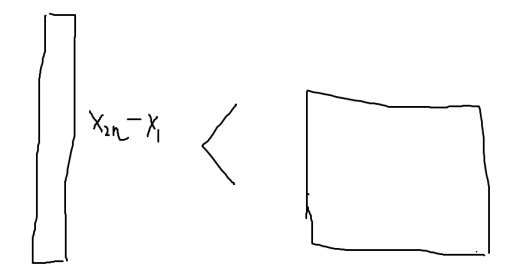 x₂ₙ - x₁ <